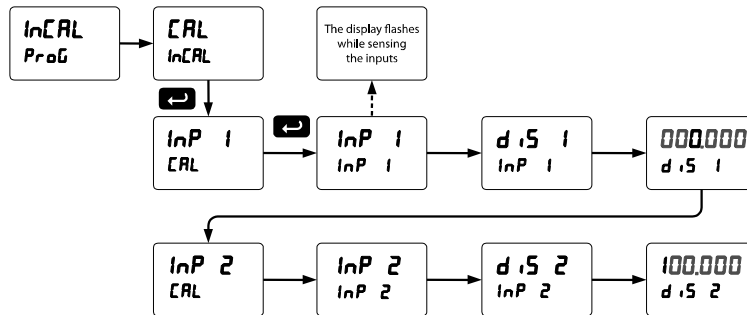 InCAL
ProG
CAL
InCAL
The display flashes
while sensing
the inputs
InP 1
CAL
InP 1
InP 1
diS 1
InP 1
000.000
diS 1
InP 2
CAL
InP 2
InP 2
diS 2
InP 2
100.000
diS 2